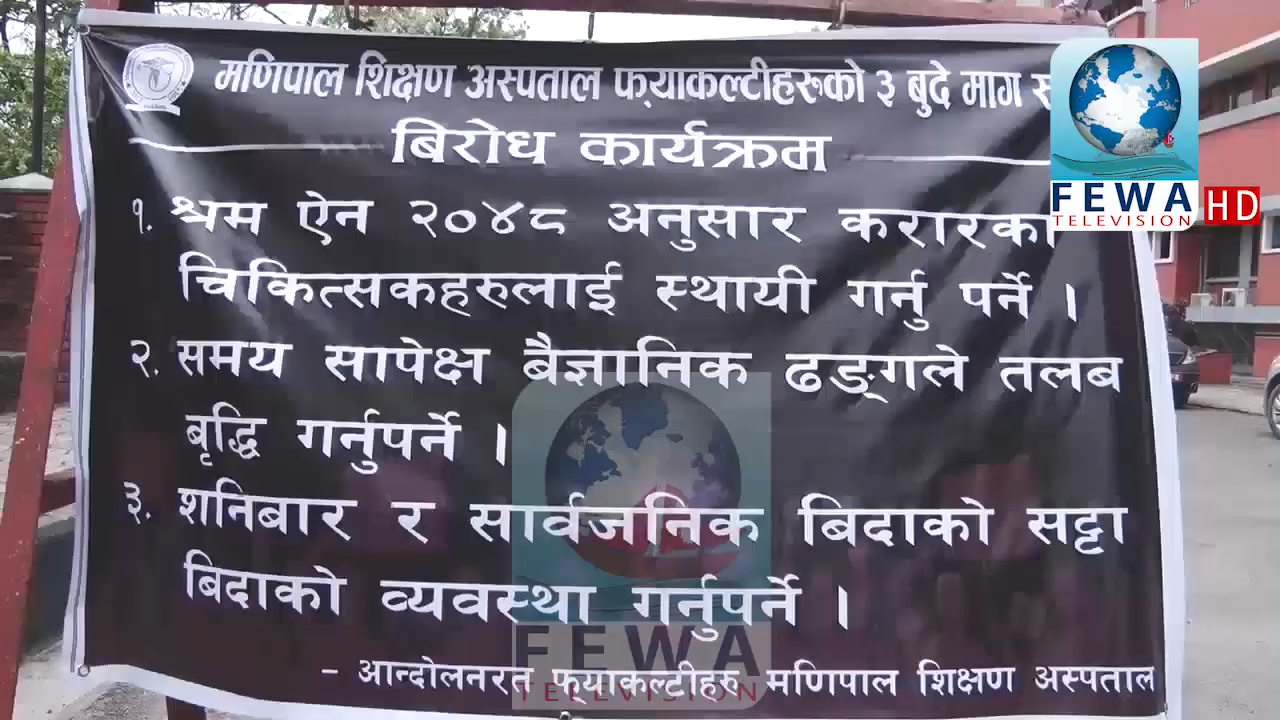 मणिपाल शिक्षण अस्पताल फ्याकल्टीहरुको ३ बुदे माग
बिरोध कार्यक्रम
१. श्रम ऐन २०४८ अनुसार करारका
चिकित्सकहरुलाई स्थायी गर्नु पर्ने ।
२. समय सापेक्ष बैज्ञानिक ढङ्गले तलब
बृद्धि गर्नुपर्ने ।
३. शनिबार र सार्वजनिक बिदाको सट्टा
बिदाको व्यवस्था गर्नुपर्ने ।
– आन्दोलनरत फ्याकल्टीहरु मणिपाल शिक्षण अस्पताल
FEWA
TELEVISION
HD
FEWA
TELEVISION